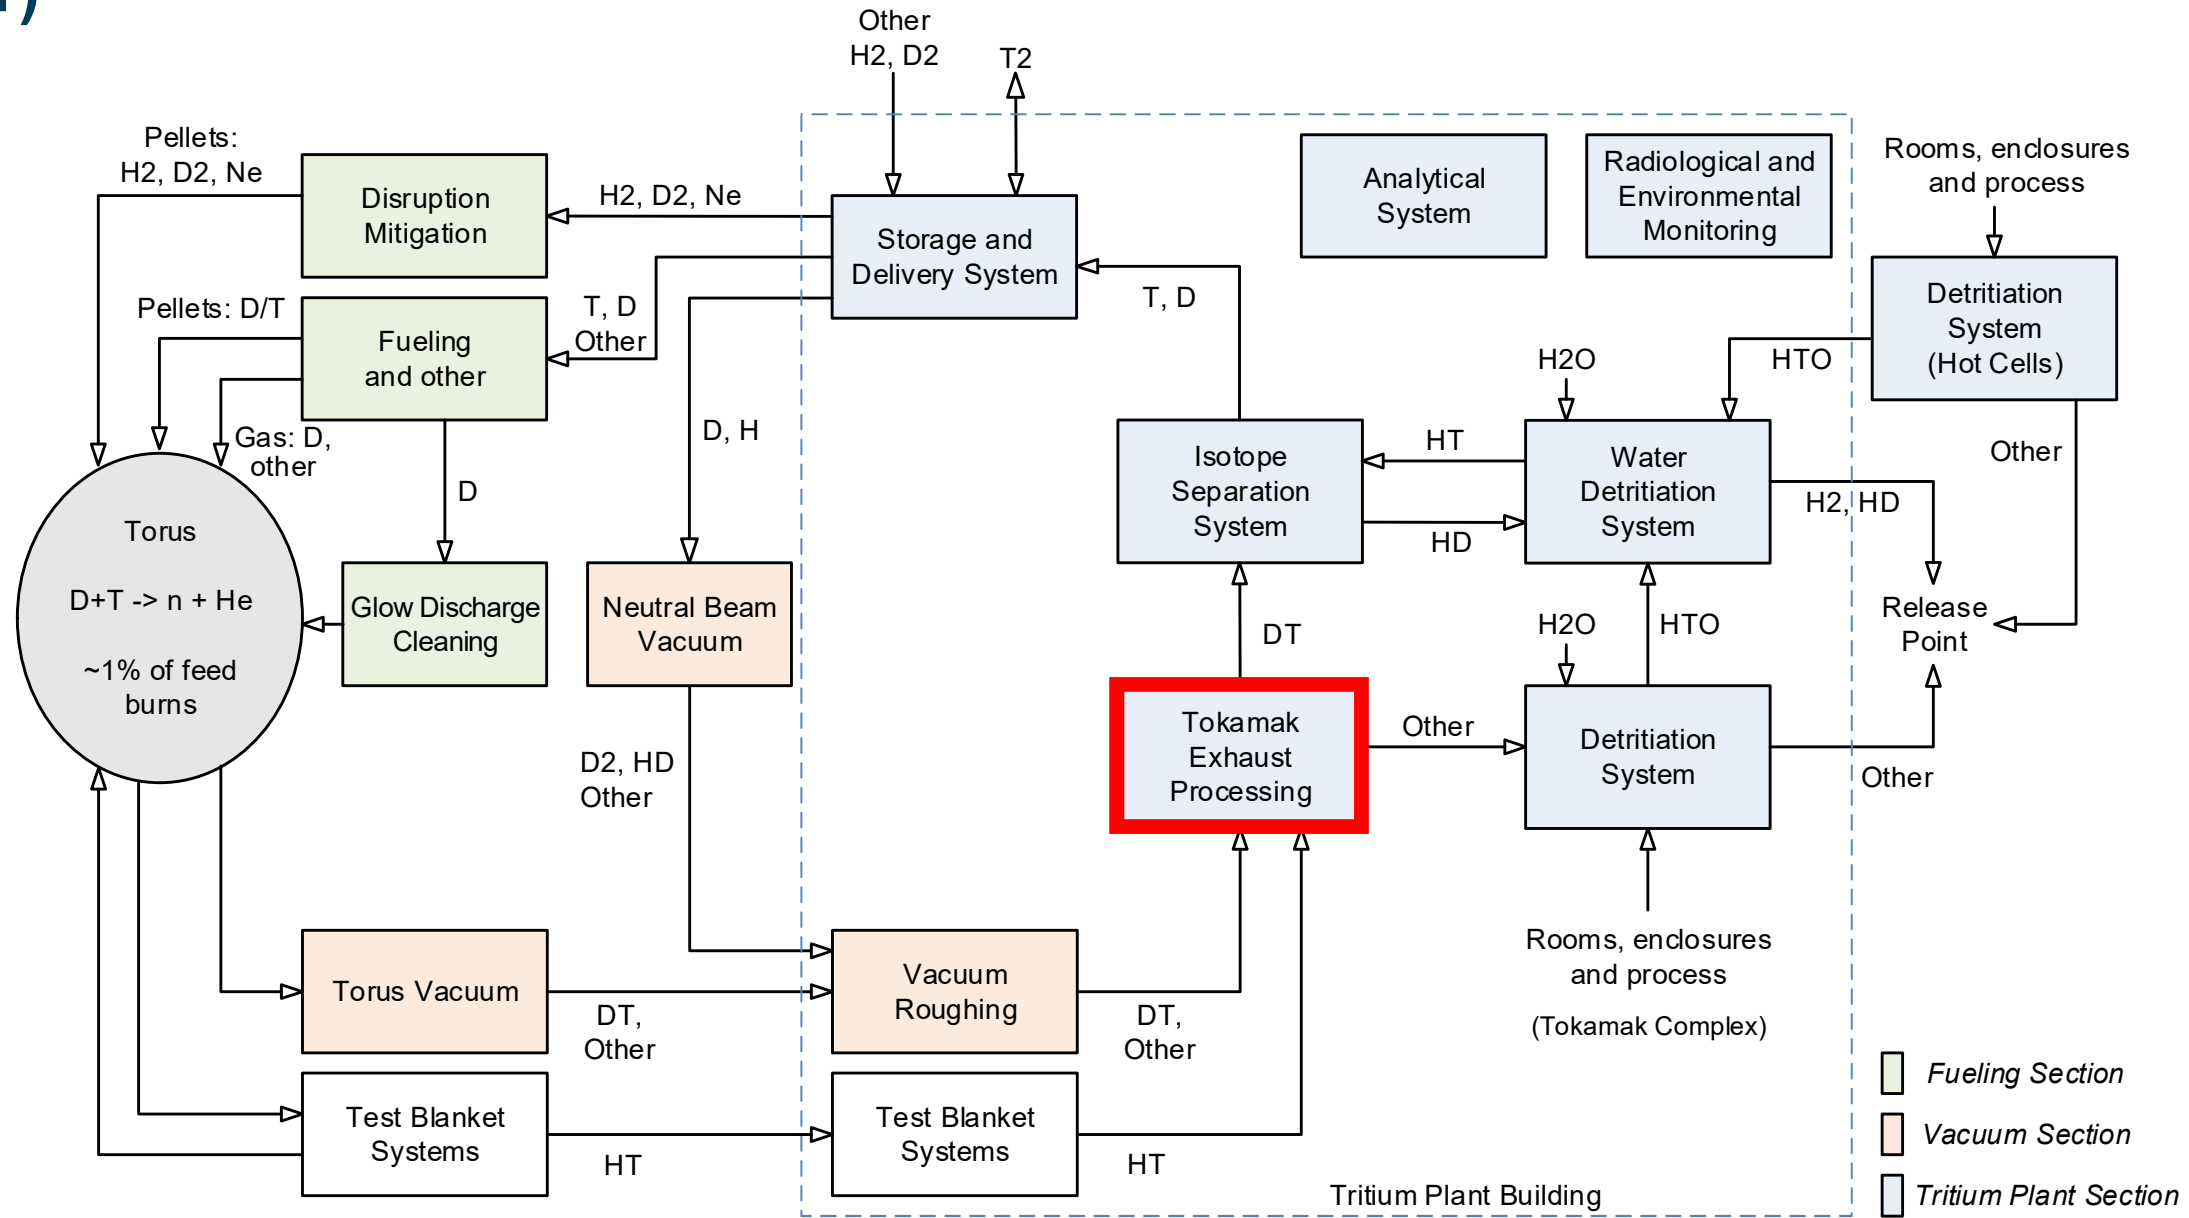 Other
H2, D2
T2
Pellets:
H2, D2, Ne
Disruption
Mitigation
H2, D2, Ne
Storage and
Delivery System
Analytical
System
Radiological and
Environmental
Monitoring
Rooms, enclosures
and process
Detritiation
System
(Hot Cells)
Pellets: D/T
Fueling
and other
T, D
Other
T, D
H2O
HTO
Gas: D,
other
D
D, H
Isotope
Separation
System
HT
HD
Water
Detritiation
System
H2, HD
Other
Torus
D+T -> n + He
~1% of feed
burns
Glow Discharge
Cleaning
Neutral Beam
Vacuum
DT
H2O
HTO
Release
Point
D2, HD
Other
Tokamak
Exhaust
Processing
Other
Detritiation
System
Other
Torus Vacuum
DT,
Other
Vacuum
Roughing
DT,
Other
Rooms, enclosures
and process
(Tokamak Complex)
Test Blanket
Systems
HT
Test Blanket
Systems
HT
Tritium Plant Building
Fueling Section
Vacuum Section
Tritium Plant Section